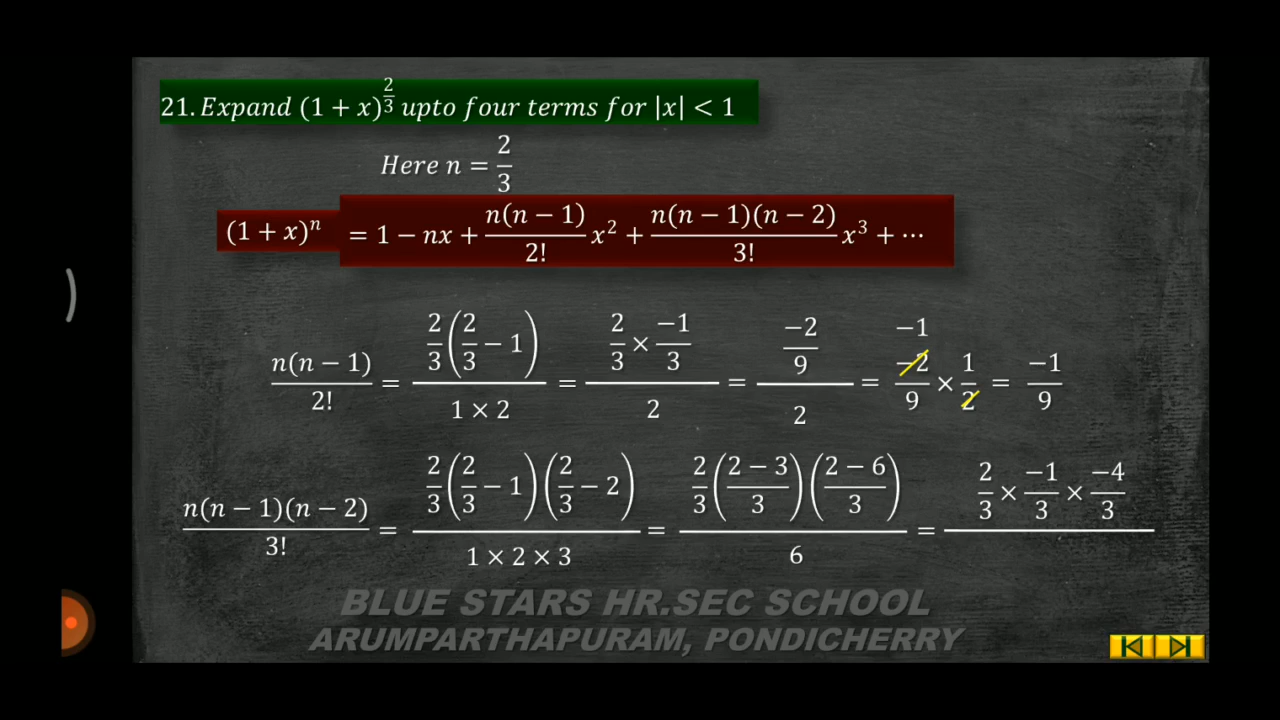 21. Expand (1 + x)^(2/3) upto four terms for |x| < 1
Here n = 2/3
(1 + x)^n = 1 − nx + n(n − 1)/2! x² + n(n − 1)(n − 2)/3! x³ + ⋯
n(n − 1)/2! = 2/3(2/3 − 1)/(1 × 2) = (2/3 × −1/3)/2 = (−2/9)/2 = −1 −2/9 × 1/2 = −1/9
n(n − 1)(n − 2)/3! = 2/3(2/3 − 1)(2/3 − 2)/(1 × 2 × 3) = 2/3((2 − 3)/3)((2 − 6)/3)/6 = 2/3 × −1/3 × −4/3
BLUE STARS HR.SEC SCHOOL
ARUMPARTHAPURAM, PONDICHERRY